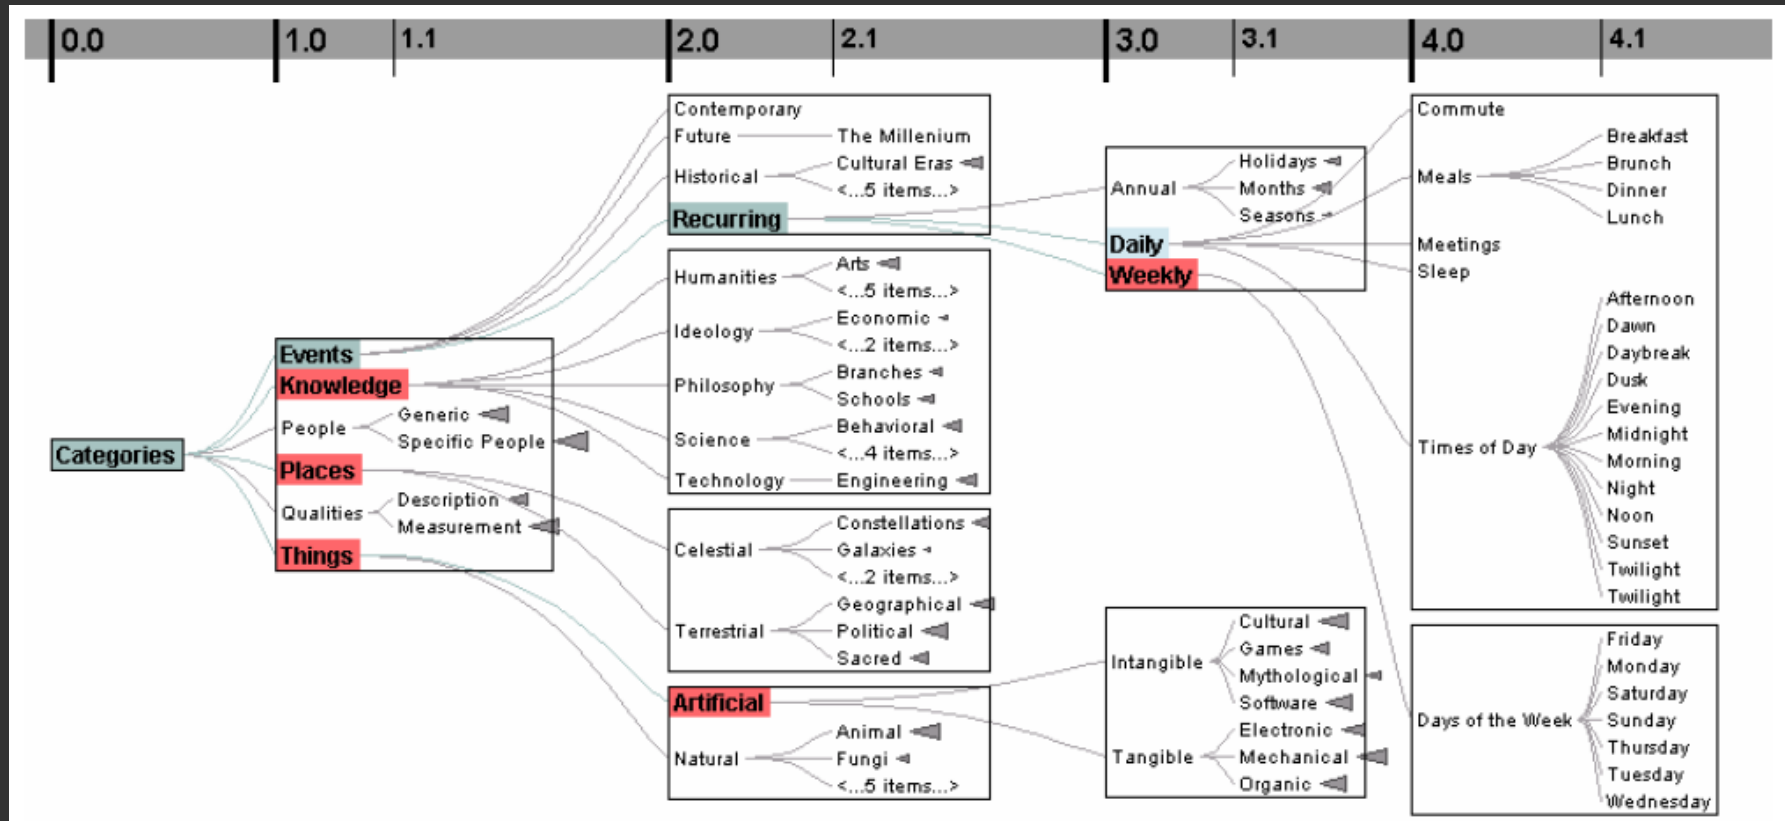 0.0
1.0
1.1
2.0
2.1
3.0
3.1
4.0
4.1
Categories
Events
Knowledge
People
Generic
Specific People
Places
Qualities
Description
Measurement
Things
Contemporary
Future
The Millenium
Historical
Cultural Eras
<...5 items...>
Recurring
Humanities
Arts
<...5 items...>
Ideology
Economic
<...2 items...>
Philosophy
Branches
Schools
Science
Behavioral
<...4 items...>
Technology
Engineering
Celestial
Constellations
Galaxies
<...2 items...>
Terrestrial
Geographical
Political
Sacred
Artificial
Natural
Animal
Fungi
<...5 items...>
Annual
Holidays
Months
Seasons
Daily
Weekly
Intangible
Cultural
Games
Mythological
Software
Tangible
Electronic
Mechanical
Organic
Commute
Meals
Breakfast
Brunch
Dinner
Lunch
Meetings
Sleep
Times of Day
Afternoon
Dawn
Daybreak
Dusk
Evening
Midnight
Morning
Night
Noon
Sunset
Twilight
Twilight
Days of the Week
Friday
Monday
Saturday
Sunday
Thursday
Tuesday
Wednesday